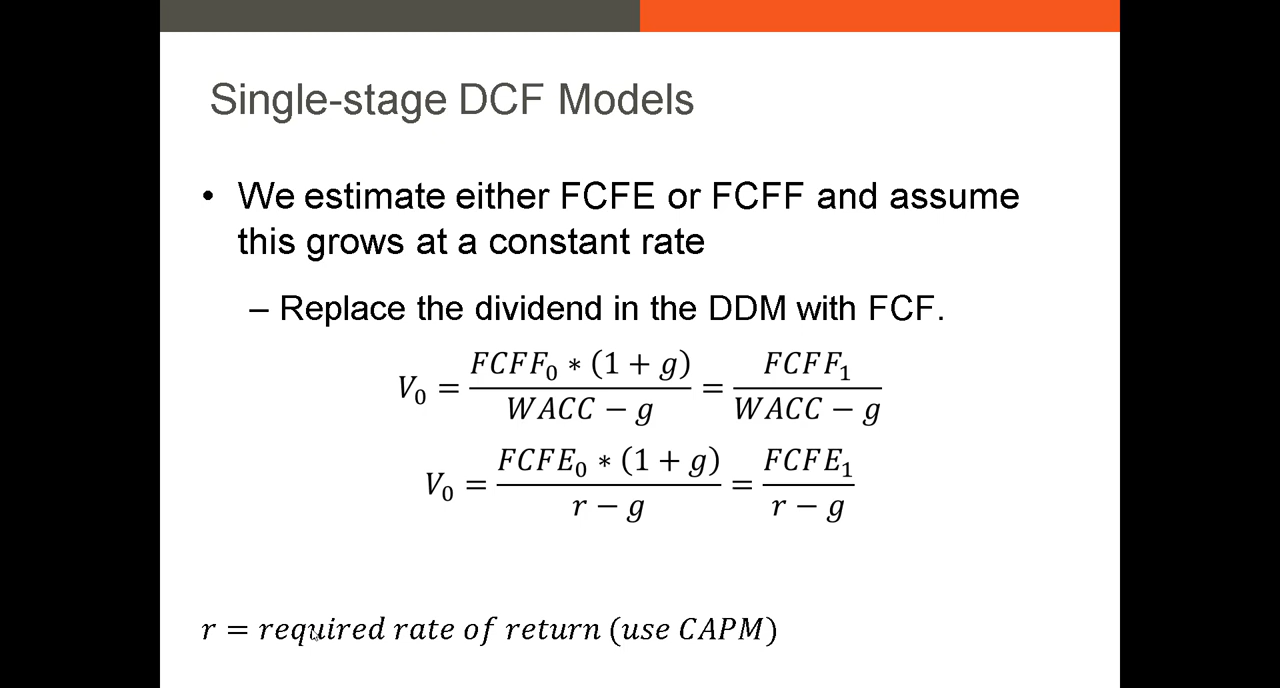 Single-stage DCF Models
• We estimate either FCFE or FCFF and assume
this grows at a constant rate
– Replace the dividend in the DDM with FCF.
V₀ = FCFF₀ * (1 + g) / WACC − g = FCFF₁ / WACC − g
V₀ = FCFE₀ * (1 + g) / r − g = FCFE₁ / r − g
r = required rate of return (use CAPM)